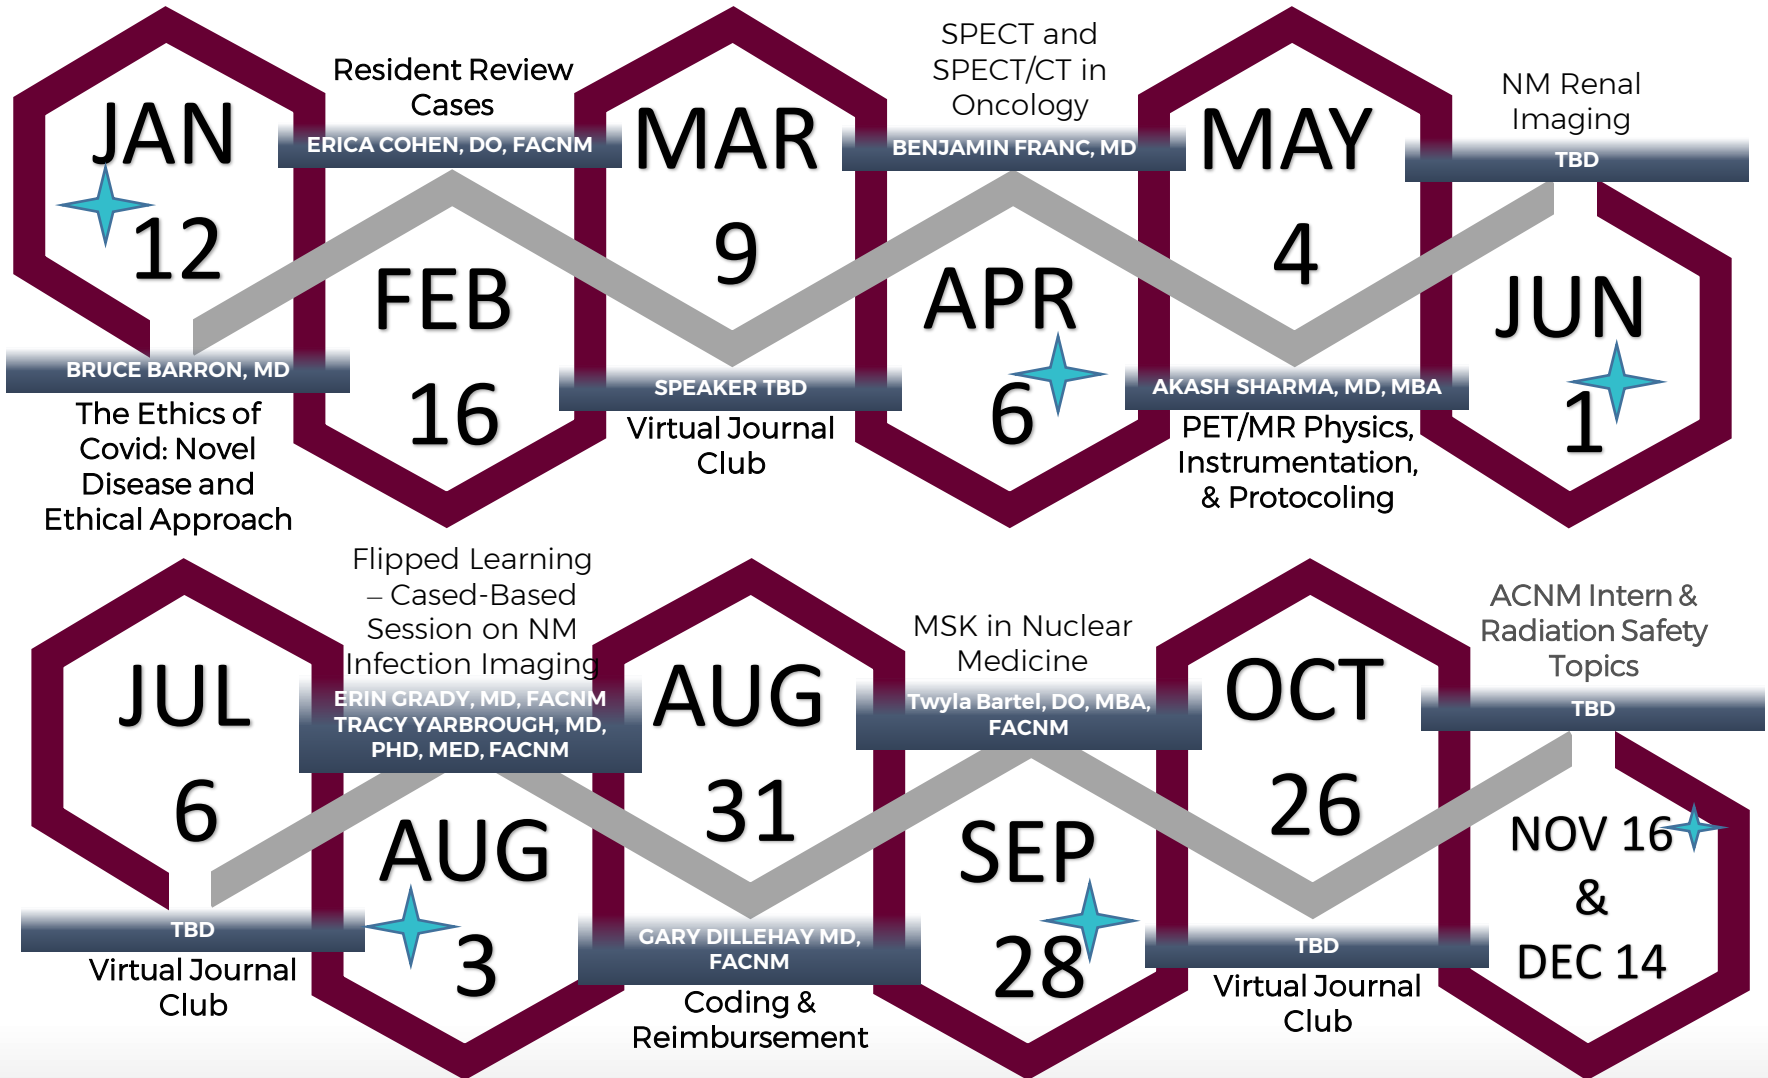 JAN
12
BRUCE BARRON, MD
The Ethics of
Covid: Novel
Disease and
Ethical Approach
Resident Review
Cases
ERICA COHEN, DO, FACNM
FEB
16
MAR
9
SPEAKER TBD
Virtual Journal
Club
SPECT and
SPECT/CT in
Oncology
BENJAMIN FRANC, MD
APR
6
MAY
4
AKASH SHARMA, MD, MBA
PET/MR Physics,
Instrumentation,
& Protocoling
NM Renal
Imaging
TBD
JUN
1
JUL
6
TBD
Virtual Journal
Club
Flipped Learning
– Cased-Based
Session on NM
Infection Imaging
ERIN GRADY, MD, FACNM
TRACY YARBROUGH, MD,
PHD, MED, FACNM
AUG
3
AUG
31
GARY DILLEHAY MD,
FACNM
Coding &
Reimbursement
MSK in Nuclear
Medicine
Twyla Bartel, DO, MBA,
FACNM
SEP
28
OCT
26
TBD
Virtual Journal
Club
ACNM Intern &
Radiation Safety
Topics
TBD
NOV 16
&
DEC 14